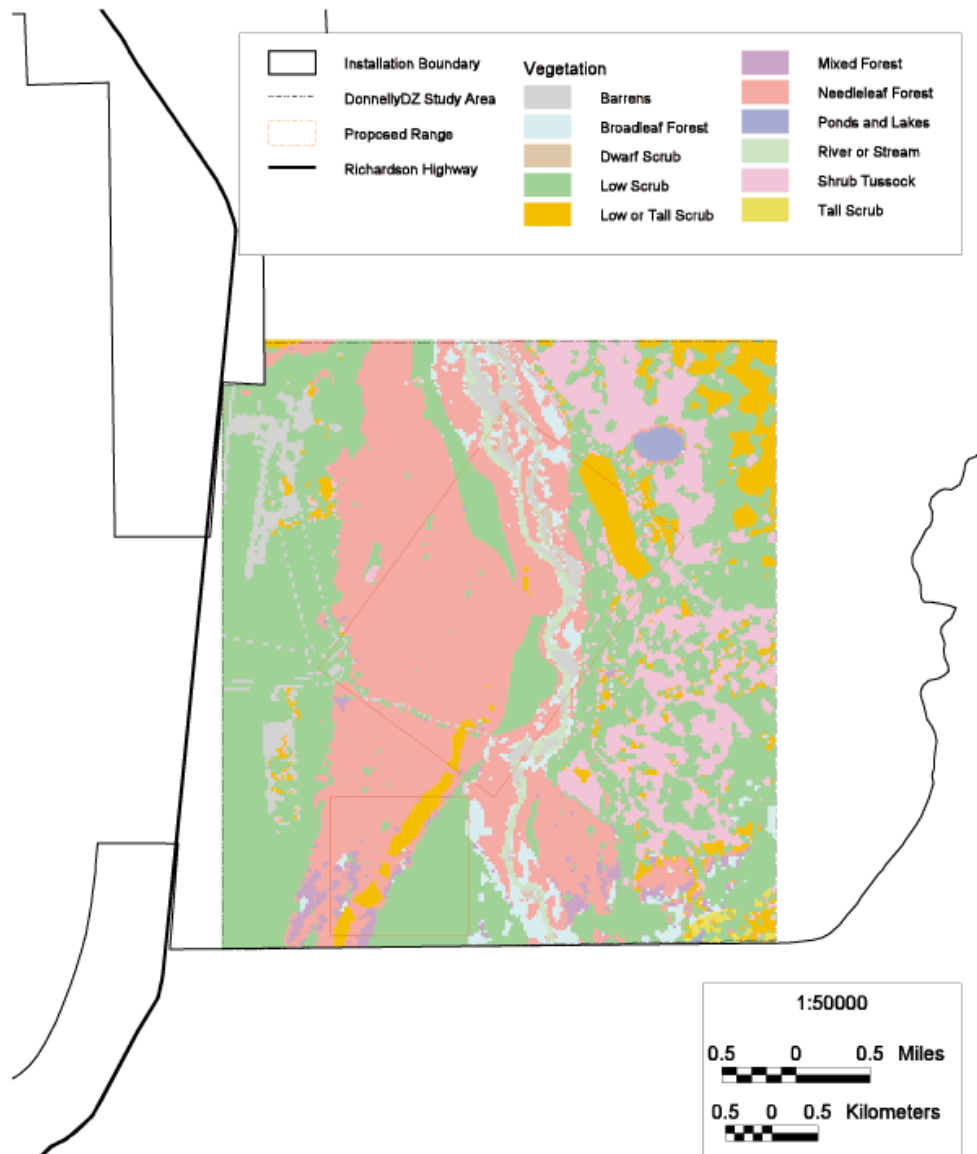 Installation Boundary
DonnellyDZ Study Area
Proposed Range
Richardson Highway
Vegetation
Barrens
Broadleaf Forest
Dwarf Scrub
Low Scrub
Low or Tall Scrub
Mixed Forest
Needleleaf Forest
Ponds and Lakes
River or Stream
Shrub Tussock
Tall Scrub
1:50000
0.5 0 0.5 Miles
0.5 0 0.5 Kilometers